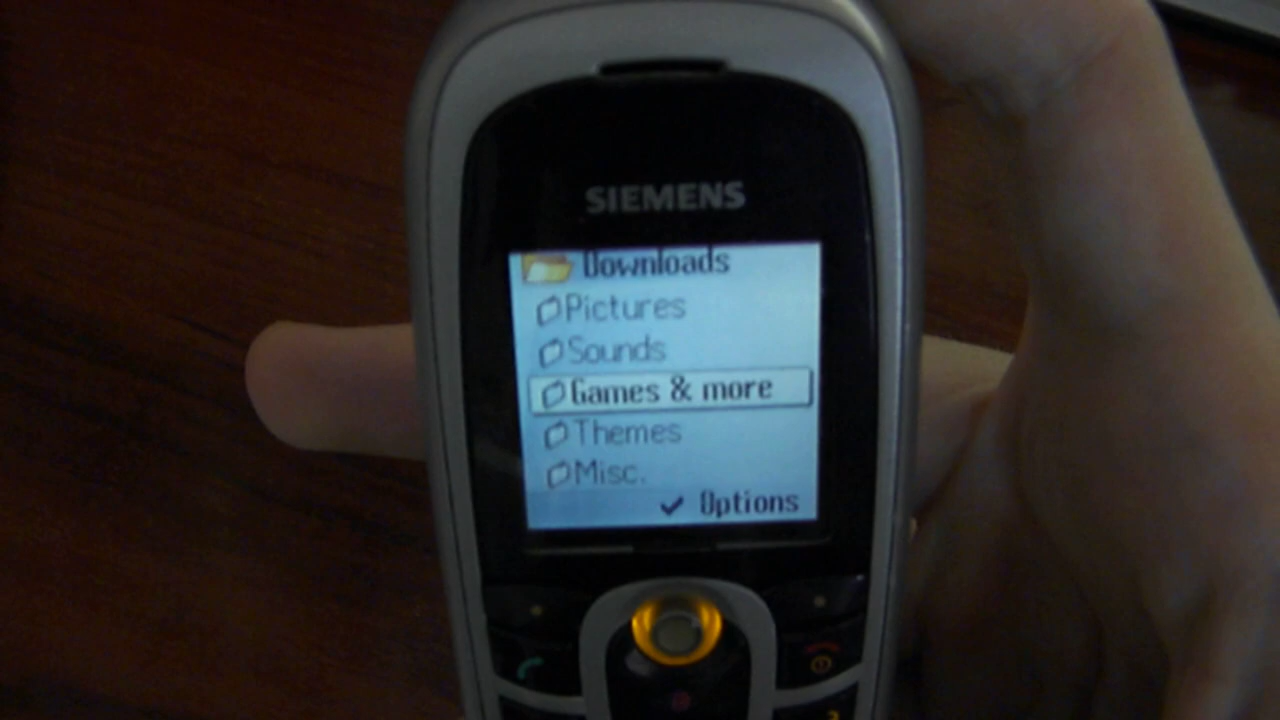 SIEMENS
Downloads
Pictures
Sounds
Games & more
Themes
Misc.
Options